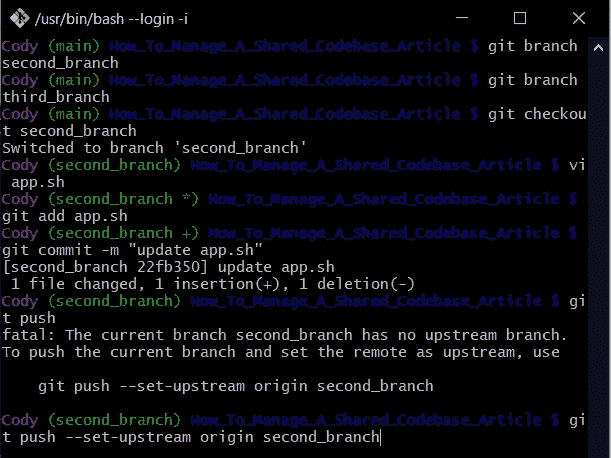 /usr/bin/bash --login -i
Cody (main) How_To_Manage_A_Shared_Codebase_Article $ git branch
second_branch
Cody (main) How_To_Manage_A_Shared_Codebase_Article $ git branch
third_branch
Cody (main) How_To_Manage_A_Shared_Codebase_Article $ git checkou
t second_branch
Switched to branch 'second_branch'
Cody (second_branch) How_To_Manage_A_Shared_Codebase_Article $ vi
app.sh
Cody (second_branch *) How_To_Manage_A_Shared_Codebase_Article $
git add app.sh
Cody (second_branch +) How_To_Manage_A_Shared_Codebase_Article $
git commit -m "update app.sh"
[second_branch 22fb350] update app.sh
1 file changed, 1 insertion(+), 1 deletion(-)
Cody (second_branch) How_To_Manage_A_Shared_Codebase_Article $ gi
t push
fatal: The current branch second_branch has no upstream branch.
To push the current branch and set the remote as upstream, use
git push --set-upstream origin second_branch
Cody (second_branch) How_To_Manage_A_Shared_Codebase_Article $ gi
t push --set-upstream origin second_branch